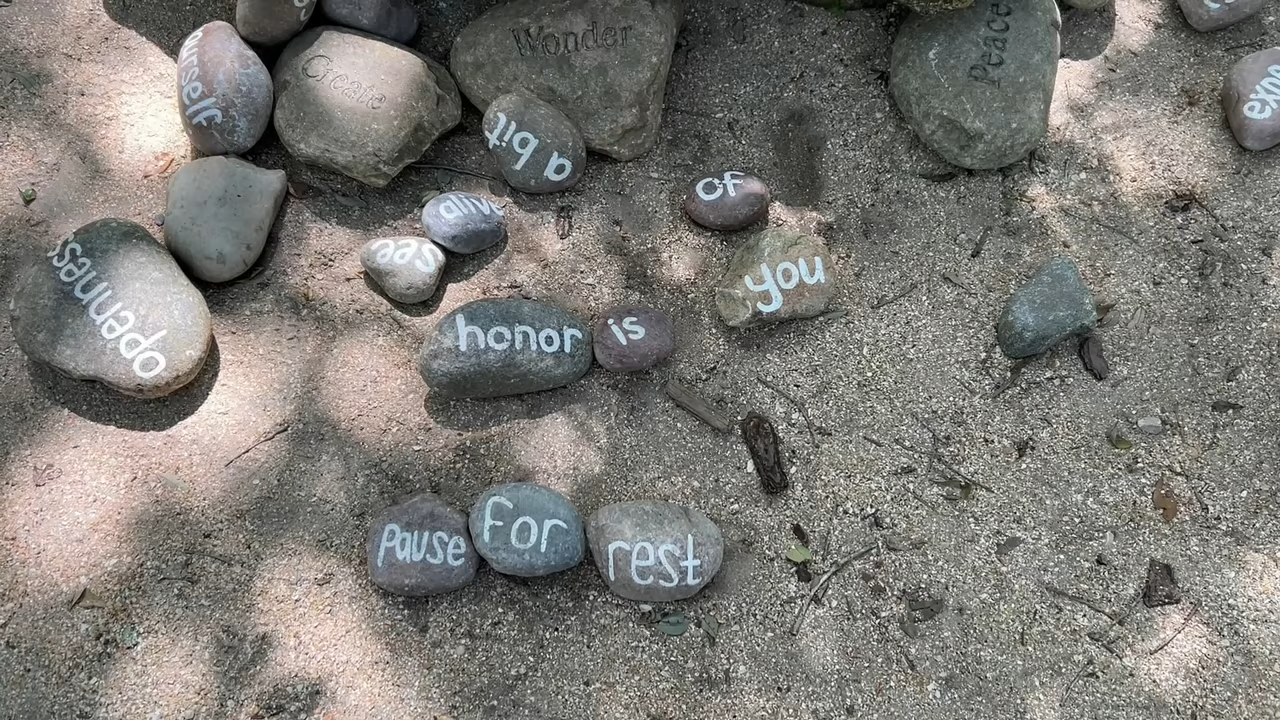 Wonder
Peace
Create
urself
a bit
expe
of
alive
see
you
openness
honor is
pause for rest